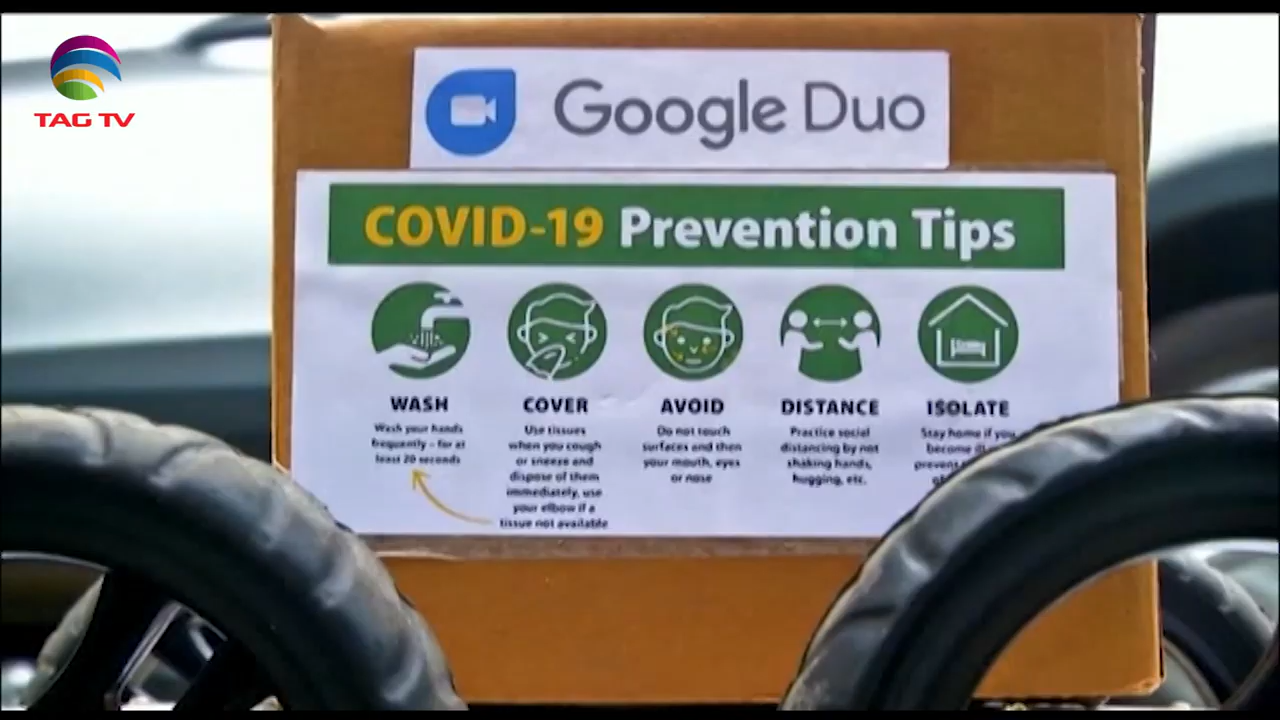 TAG TV
Google Duo
COVID-19 Prevention Tips
WASH
Wash your hands
frequently – for at
least 20 seconds
COVER
Use tissues
when you cough
or sneeze and
dispose of them
immediately, use
your elbow if a
tissue not available
AVOID
Do not touch
surfaces and then
your mouth, eyes
or nose
DISTANCE
Practice social
distancing by not
shaking hands,
hugging, etc.
ISOLATE
Stay home if you
become